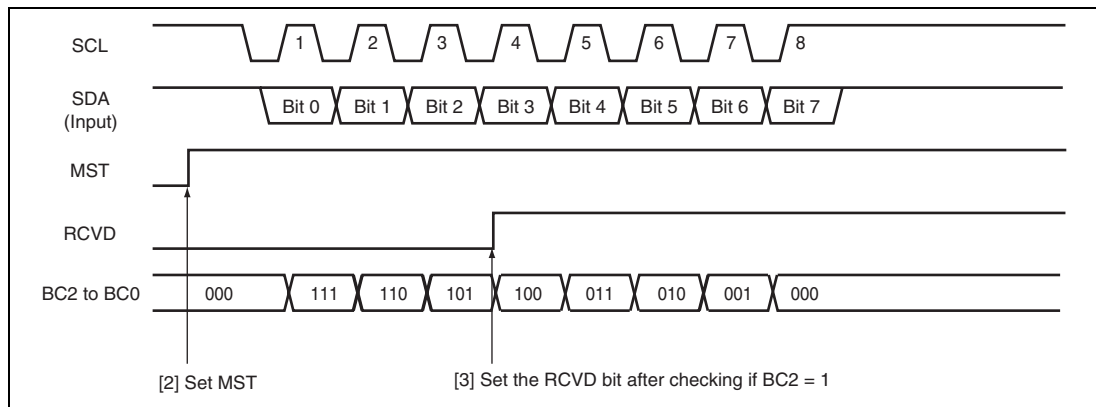 SCL 1 2 3 4 5 6 7 8
SDA
(Input) Bit 0 Bit 1 Bit 2 Bit 3 Bit 4 Bit 5 Bit 6 Bit 7
MST
RCVD
BC2 to BC0 000 111 110 101 100 011 010 001 000
[2] Set MST [3] Set the RCVD bit after checking if BC2 = 1